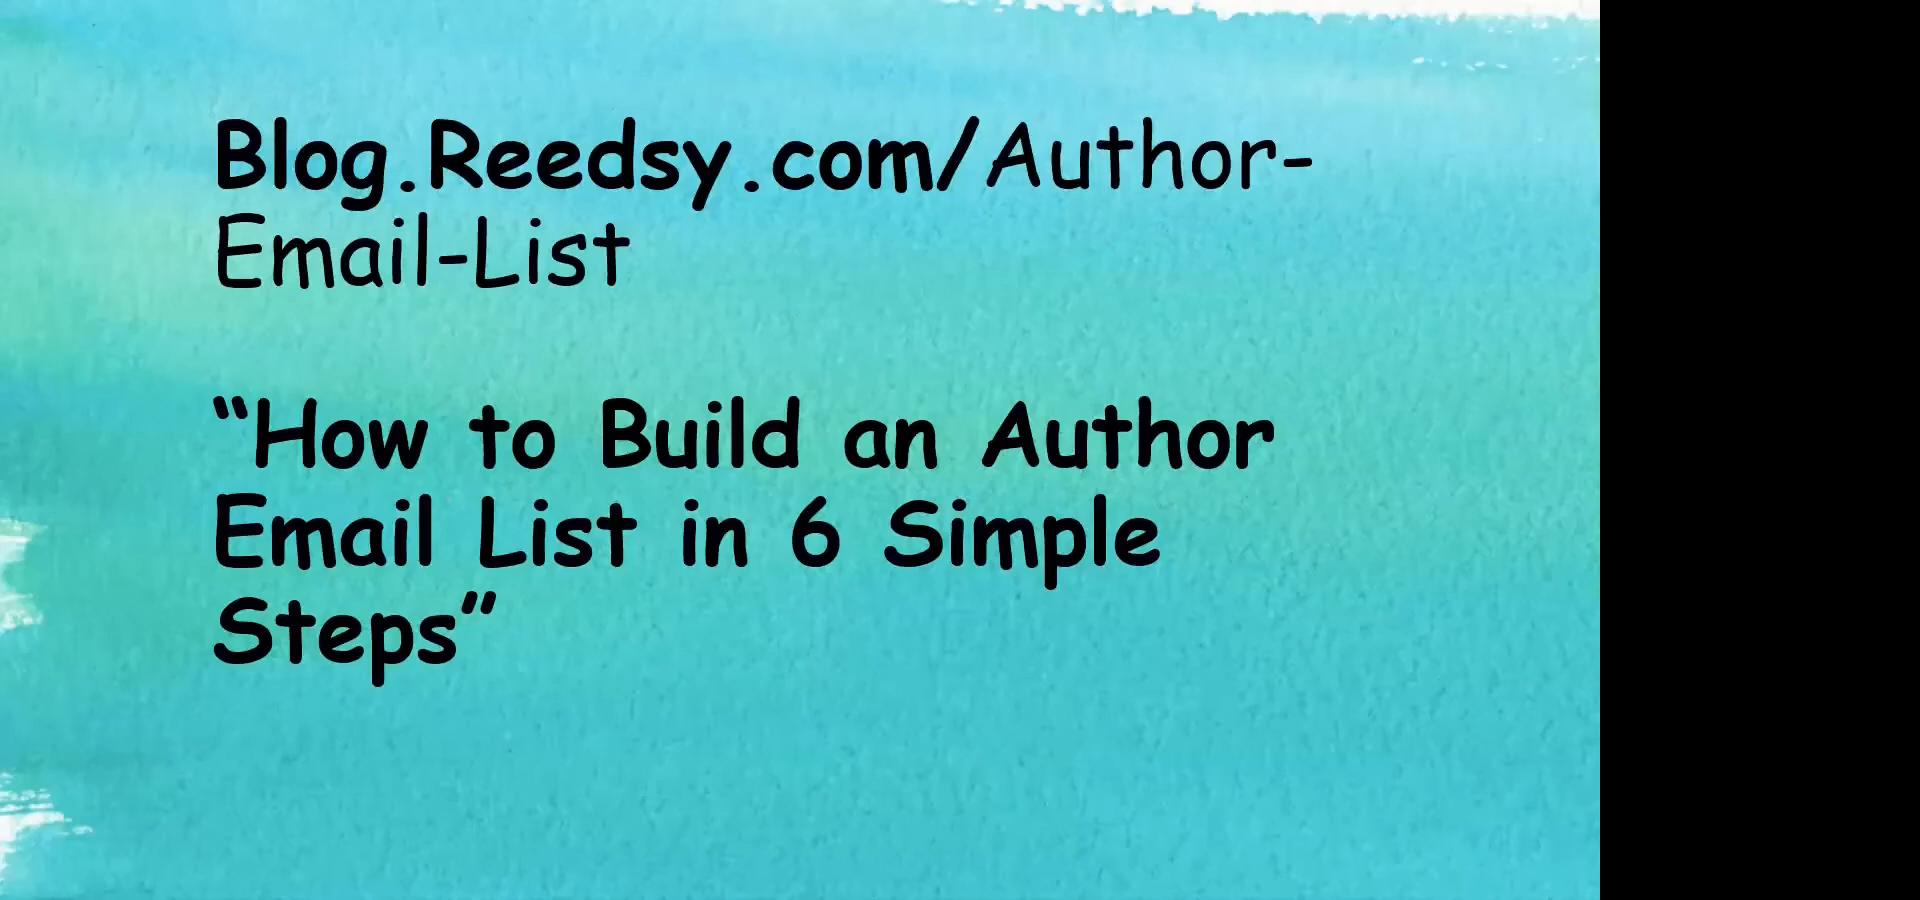 Blog.Reedsy.com/Author-
Email-List
“How to Build an Author
Email List in 6 Simple
Steps”